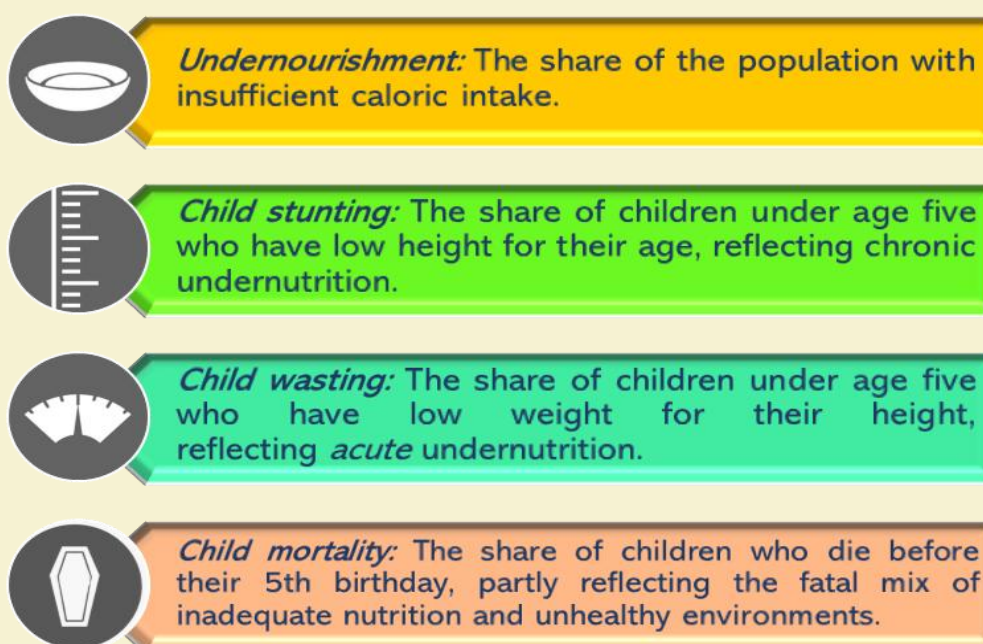 Undernourishment: The share of the population with
insufficient caloric intake.
Child stunting: The share of children under age five
who have low height for their age, reflecting chronic
undernutrition.
Child wasting: The share of children under age five
who have low weight for their height,
reflecting acute undernutrition.
Child mortality: The share of children who die before
their 5th birthday, partly reflecting the fatal mix of
inadequate nutrition and unhealthy environments.